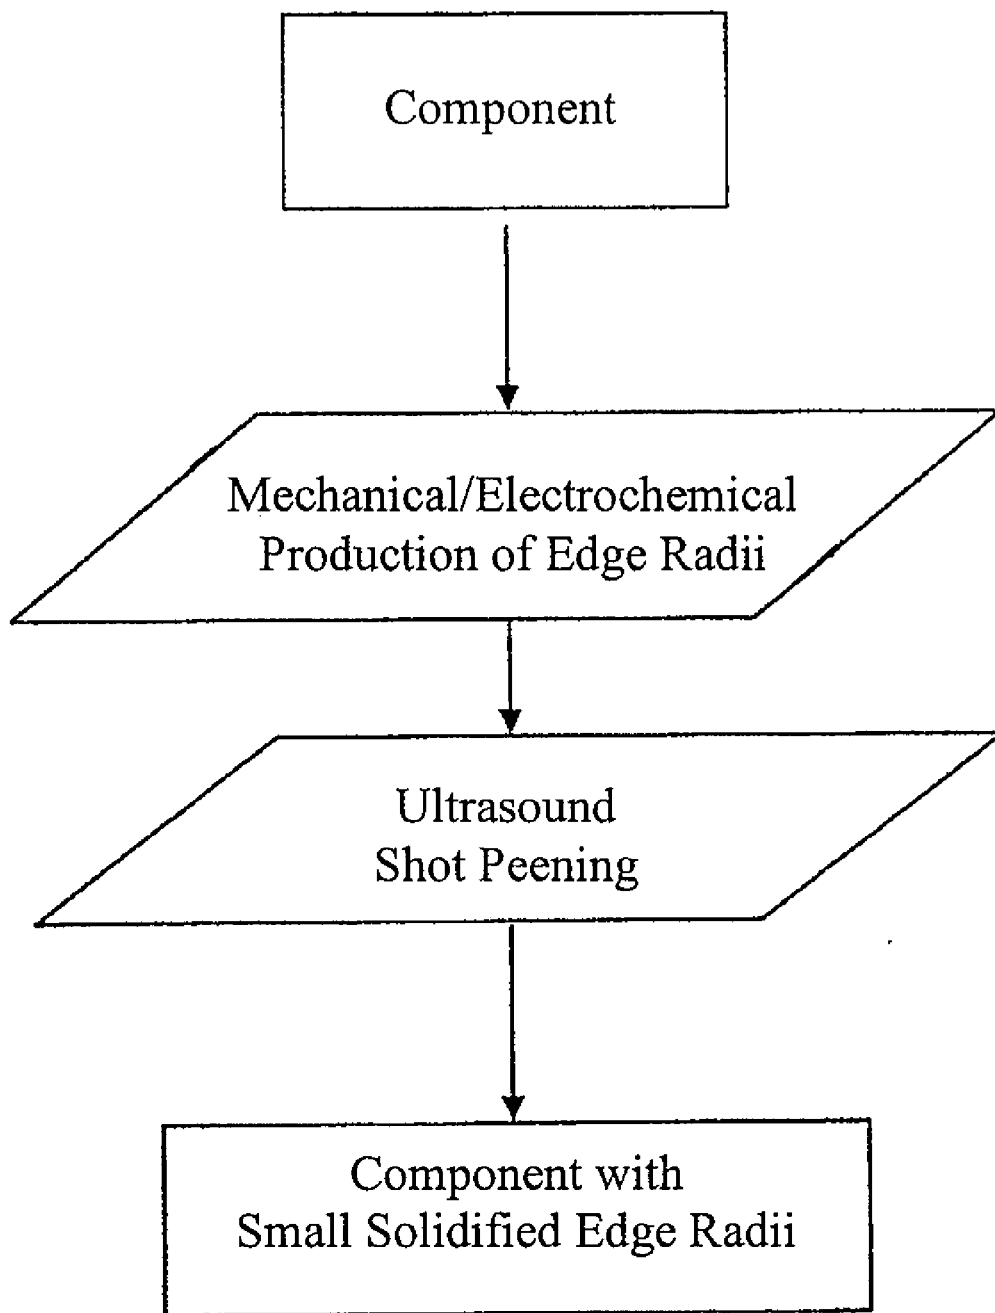 Component
Mechanical/Electrochemical
Production of Edge Radii
Ultrasound
Shot Peening
Component with
Small Solidified Edge Radii